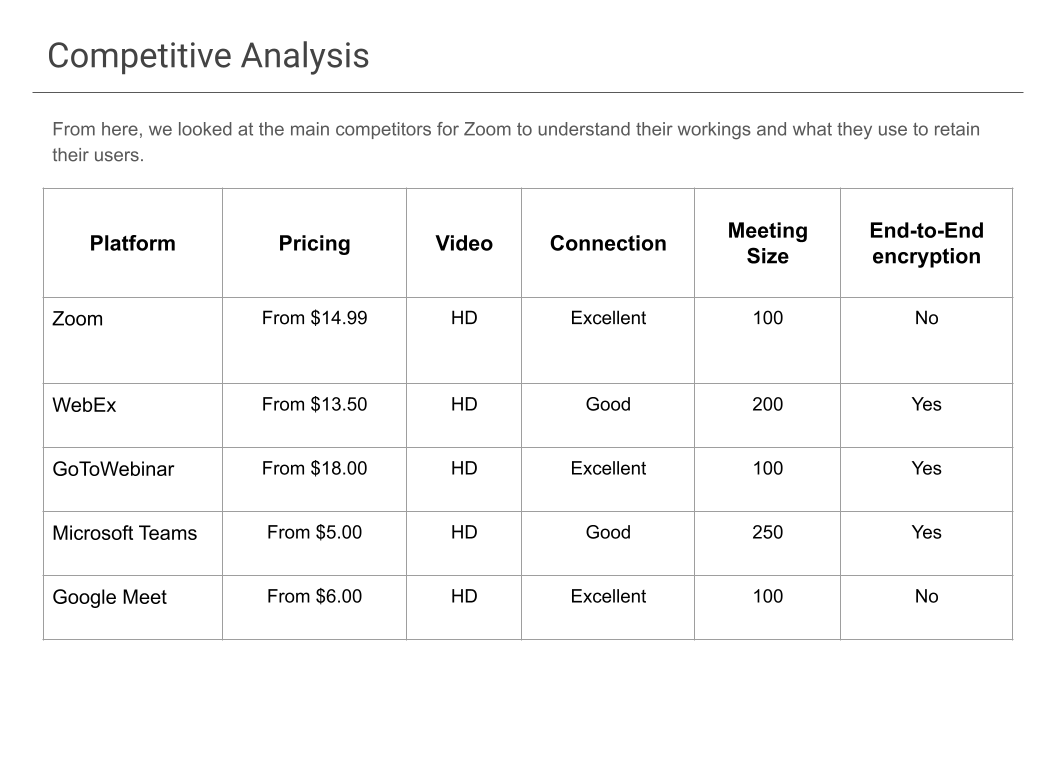 Competitive Analysis
From here, we looked at the main competitors for Zoom to understand their workings and what they use to retain
their users.
Platform Pricing Video Connection Meeting Size End-to-End encryption
Zoom From $14.99 HD Excellent 100 No
WebEx From $13.50 HD Good 200 Yes
GoToWebinar From $18.00 HD Excellent 100 Yes
Microsoft Teams From $5.00 HD Good 250 Yes
Google Meet From $6.00 HD Excellent 100 No